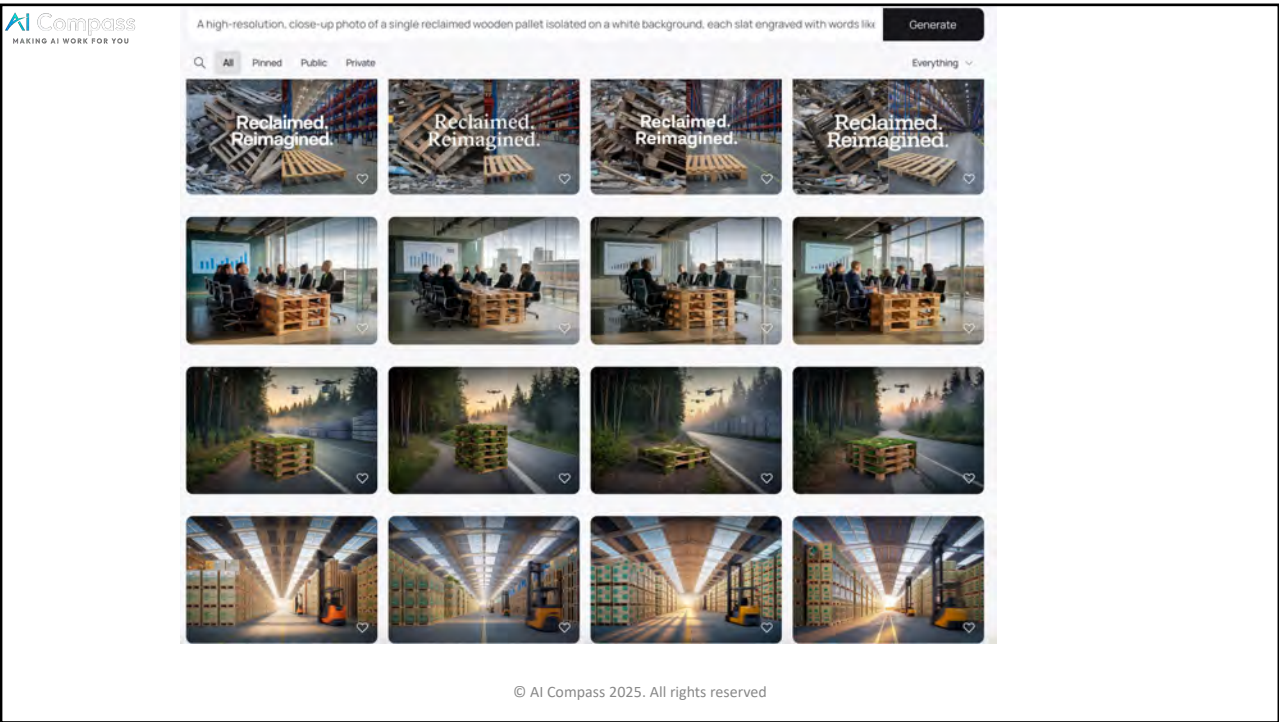 AI Compass
MAKING AI WORK FOR YOU
A high-resolution, close-up photo of a single reclaimed wooden pallet isolated on a white background, each slat engraved with words like
Generate
All Pinned Public Private
Everything
Reclaimed.
Reimagined.
Reclaimed.
Reimagined.
Reclaimed.
Reimagined.
Reclaimed.
Reimagined.
© AI Compass 2025. All rights reserved